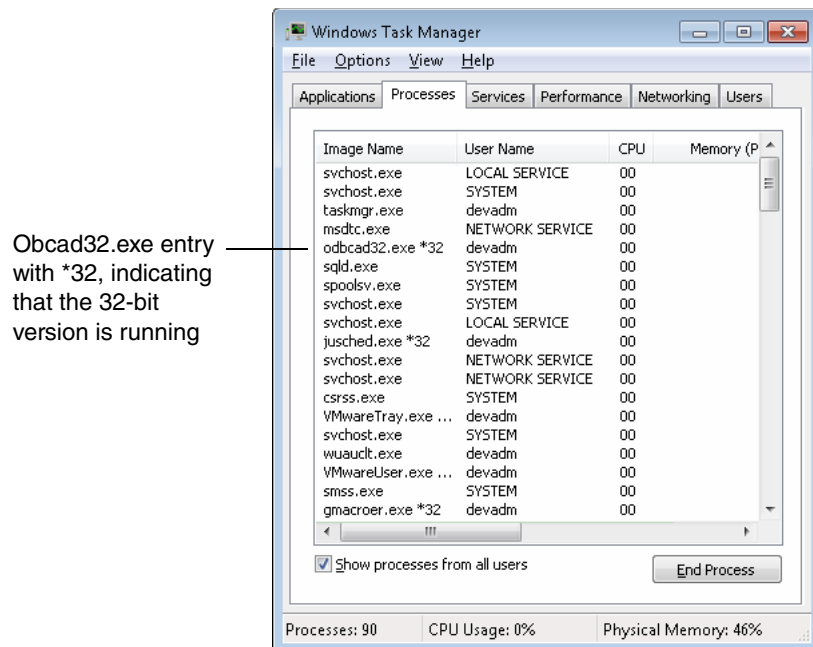 Windows Task Manager
File Options View Help
Applications Processes Services Performance Networking Users
Image Name User Name CPU Memory (P
svchost.exe LOCAL SERVICE 00
svchost.exe SYSTEM 00
taskmgr.exe devadm 00
msdtc.exe NETWORK SERVICE 00
Obcad32.exe entry
with *32, indicating
that the 32-bit
version is running
odbcad32.exe *32 devadm 00
sqld.exe SYSTEM 00
spoolsv.exe SYSTEM 00
svchost.exe SYSTEM 00
svchost.exe LOCAL SERVICE 00
jusched.exe *32 devadm 00
svchost.exe NETWORK SERVICE 00
svchost.exe NETWORK SERVICE 00
csrss.exe SYSTEM 00
VMwareTray.exe ... devadm 00
svchost.exe SYSTEM 00
wuauclt.exe devadm 00
VMwareUser.exe ... devadm 00
smss.exe SYSTEM 00
gmacroer.exe *32 devadm 00
Show processes from all users
End Process
Processes: 90 CPU Usage: 0% Physical Memory: 46%